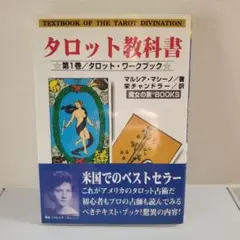 TEXTBOOK OF THE TAROT DIVINATION
タロット教科書
☆第1巻/タロット・ワークブック☆
マルシア・マシーノ/著
栄チャンドラー/訳
魔女の家BOOKS
米国でのベストセラー
これがアメリカのタロット占術だ
初心者もプロの占師も読んでみる
べきテキスト・ブック!驚異の内容!